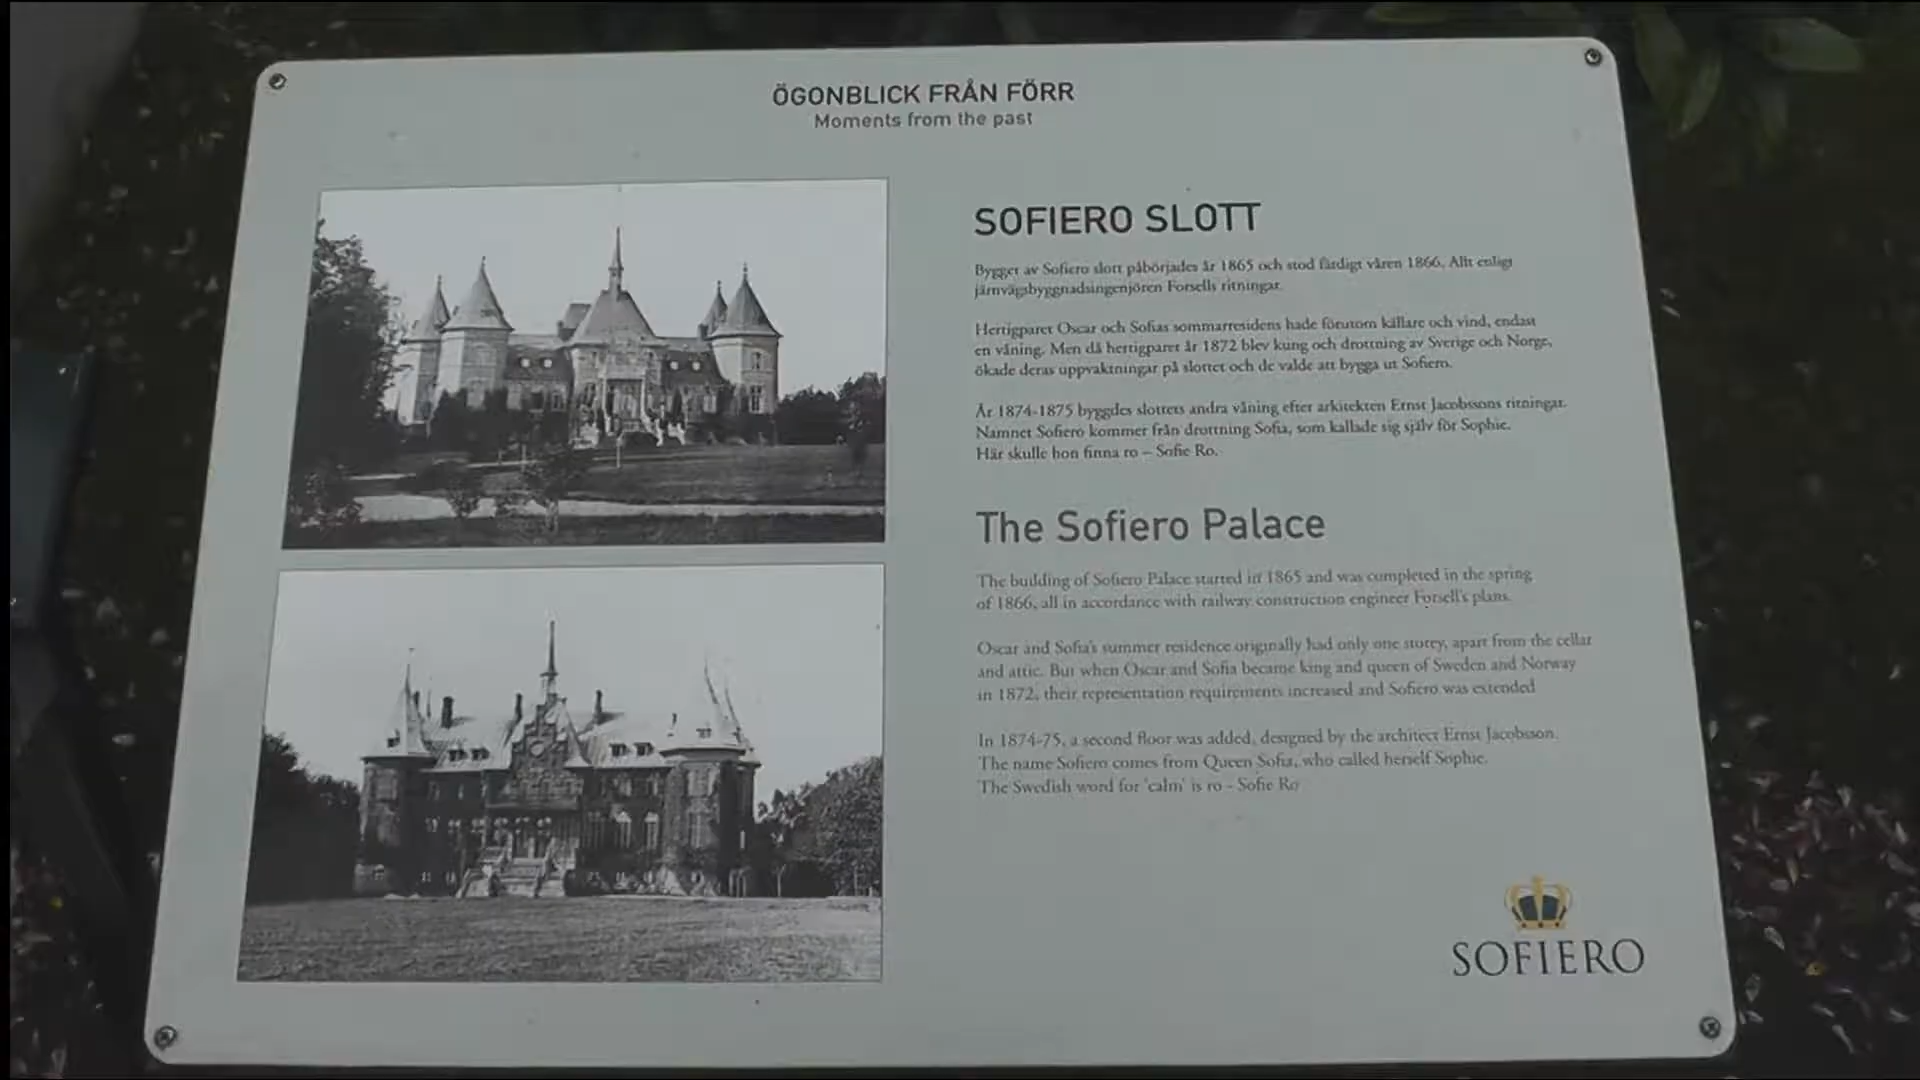 ÖGONBLICK FRÅN FÖRR
Moments from the past
SOFIERO SLOTT
Bygget av Sofiero slott påbörjades år 1865 och stod färdigt våren 1866. Allt enligt
järnvägsbyggnadsingenjören Forsells ritningar.
Hertigparet Oscar och Sofias sommarresidens hade förutom källare och vind, endast
en våning. Men då hertigparet år 1872 blev kung och drottning av Sverige och Norge,
ökade deras uppvaktningar på slottet och de valde att bygga ut Sofiero.
År 1874-1875 byggdes slottets andra våning efter arkitekten Ernst Jacobssons ritningar.
Namnet Sofiero kommer från drottning Sofia, som kallade sig själv för Sophie.
Här skulle hon finna ro – Sofie Ro.
The Sofiero Palace
The building of Sofiero Palace started in 1865 and was completed in the spring
of 1866, all in accordance with railway construction engineer Forsell's plans.
Oscar and Sofia's summer residence originally had only one storey, apart from the cellar
and attic. But when Oscar and Sofia became king and queen of Sweden and Norway
in 1872, their representation requirements increased and Sofiero was extended
In 1874-75, a second floor was added, designed by the architect Ernst Jacobsson.
The name Sofiero comes from Queen Sofia, who called herself Sophie.
The Swedish word for 'calm' is ro - Sofie Ro
SOFIERO